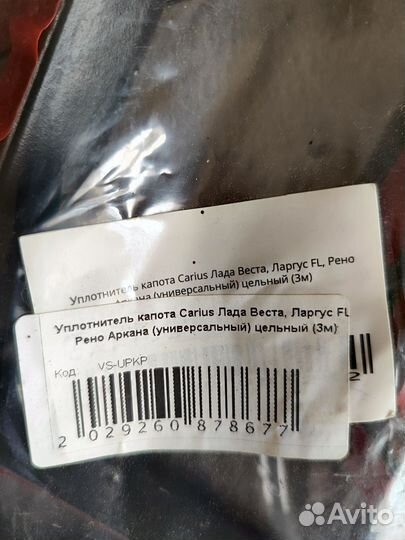 Уплотнитель капота Carius Лада Веста, Ларгус FL, Рено
Аркана (универсальный) цельный (3м)
Уплотнитель капота Carius Лада Веста, Ларгус FL
Рено Аркана (универсальный) цельный (3м)
Код VS-UPKP
2 029260 878677
2
Avito